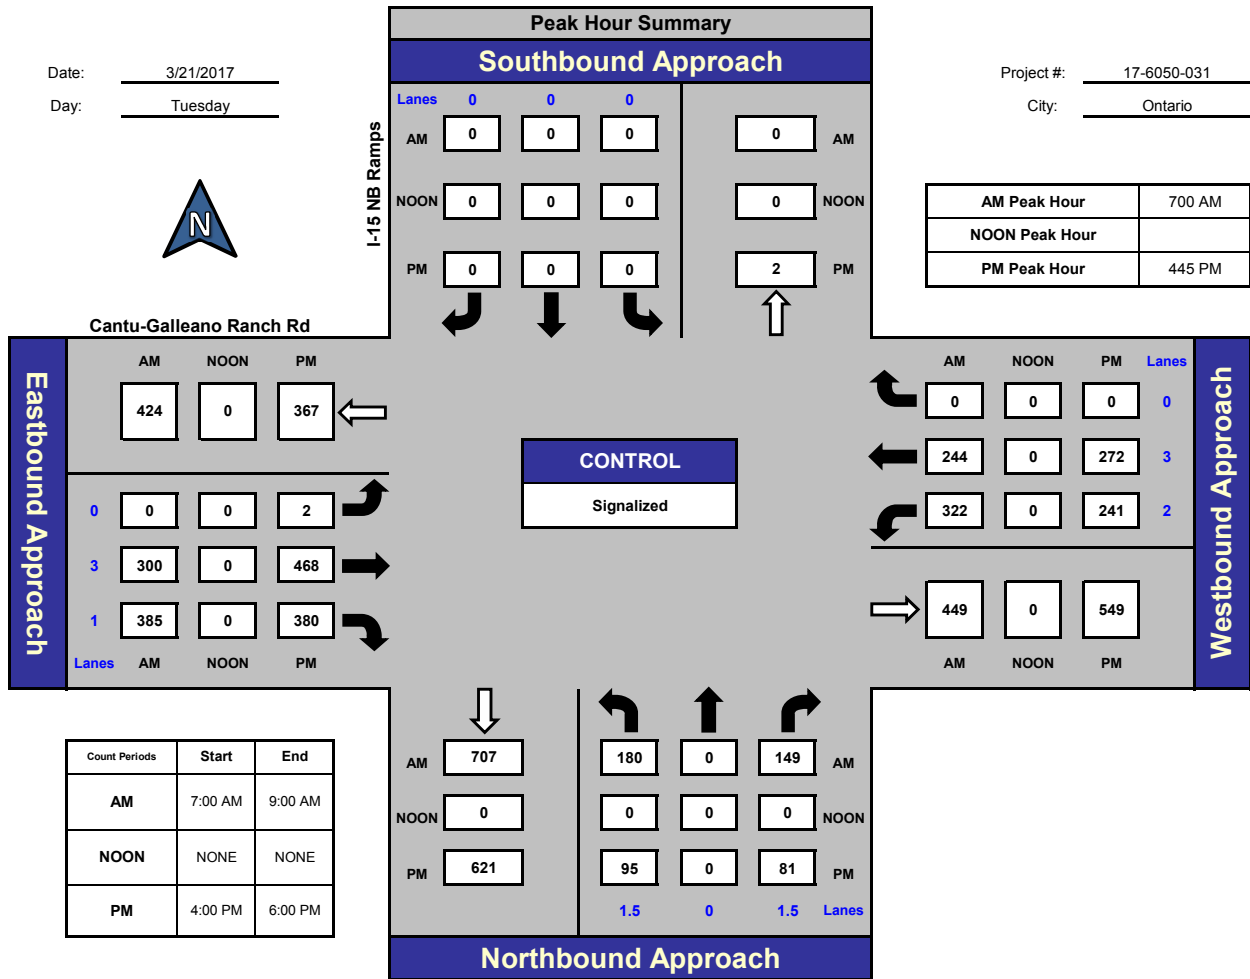 Peak Hour Summary
Southbound Approach
Date: 3/21/2017
Day: Tuesday
Project #: 17-6050-031
City: Ontario
I-15 NB Ramps
Lanes 0 0 0
AM 0 0 0 0 AM
NOON 0 0 0 0 NOON
PM 0 0 0 2 PM
N
AM Peak Hour 700 AM
NOON Peak Hour
PM Peak Hour 445 PM
Cantu-Galleano Ranch Rd
Eastbound Approach
AM NOON PM
424 0 367
0 0 0 2
3 300 0 468
1 385 0 380
Lanes AM NOON PM
CONTROL
Signalized
AM NOON PM Lanes
0 0 0 0
244 0 272 3
322 0 241 2
449 0 549
AM NOON PM
Westbound Approach
Count Periods Start End
AM 7:00 AM 9:00 AM
NOON NONE NONE
PM 4:00 PM 6:00 PM
AM 707 180 0 149 AM
NOON 0 0 0 0 NOON
PM 621 95 0 81 PM
1.5 0 1.5 Lanes
Northbound Approach